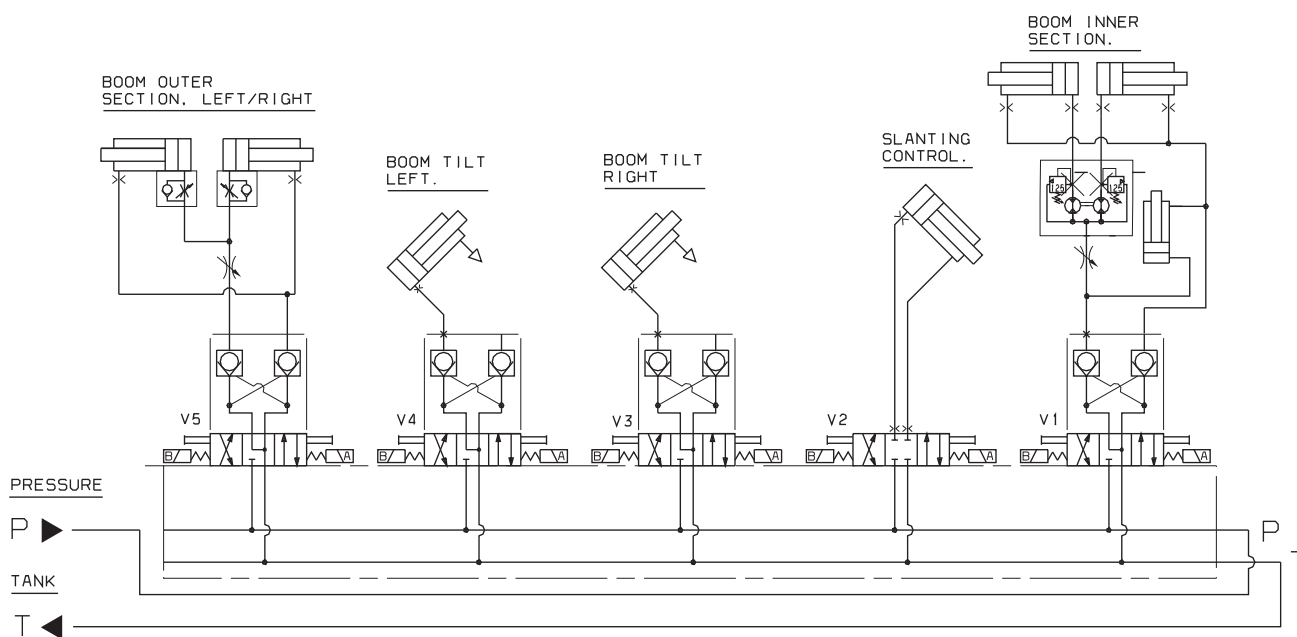 BOOM INNER
SECTION.
BOOM OUTER
SECTION, LEFT/RIGHT
SLANTING
CONTROL.
BOOM TILT
LEFT.
BOOM TILT
RIGHT
125
125
V5
V4
V3
V2
V1
B A
B A
B A
B A
B A
PRESSURE
P P
TANK
T